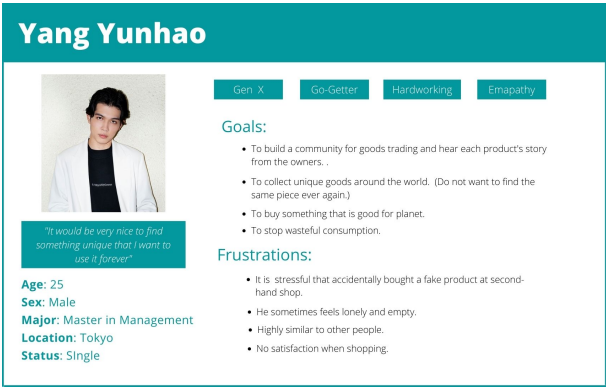 Yang Yunhao
Gen X
Go-Getter
Hardworking
Emapathy
"It would be very nice to find
something unique that I want to
use it forever"
Age: 25
Sex: Male
Major: Master in Management
Location: Tokyo
Status: SIngle
Goals:
• To build a community for goods trading and hear each product's story
from the owners. .
• To collect unique goods around the world. (Do not want to find the
same piece ever again.)
• To buy something that is good for planet.
• To stop wasteful consumption.
Frustrations:
• It is stressful that accidentally bought a fake product at second-
hand shop.
• He sometimes feels lonely and empty.
• Highly similar to other people.
• No satisfaction when shopping.